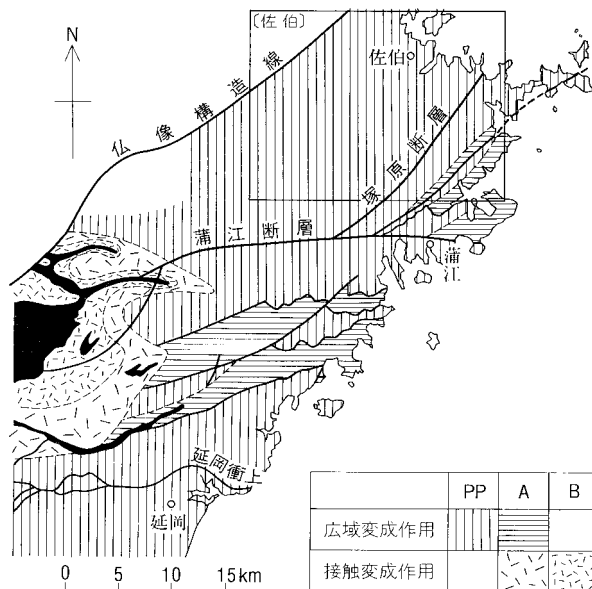 〔佐伯〕
N
佐伯
仏像構造線
塚原断層
蒲江断層
蒲江
延岡衝上
延岡
0 5 10 15km
PP A B
広域変成作用
接触変成作用